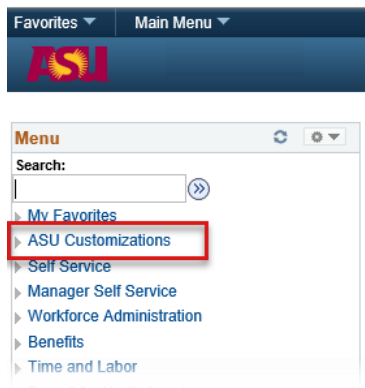 Favorites Main Menu
ASU
Menu
Search:
My Favorites
ASU Customizations
Self Service
Manager Self Service
Workforce Administration
Benefits
Time and Labor